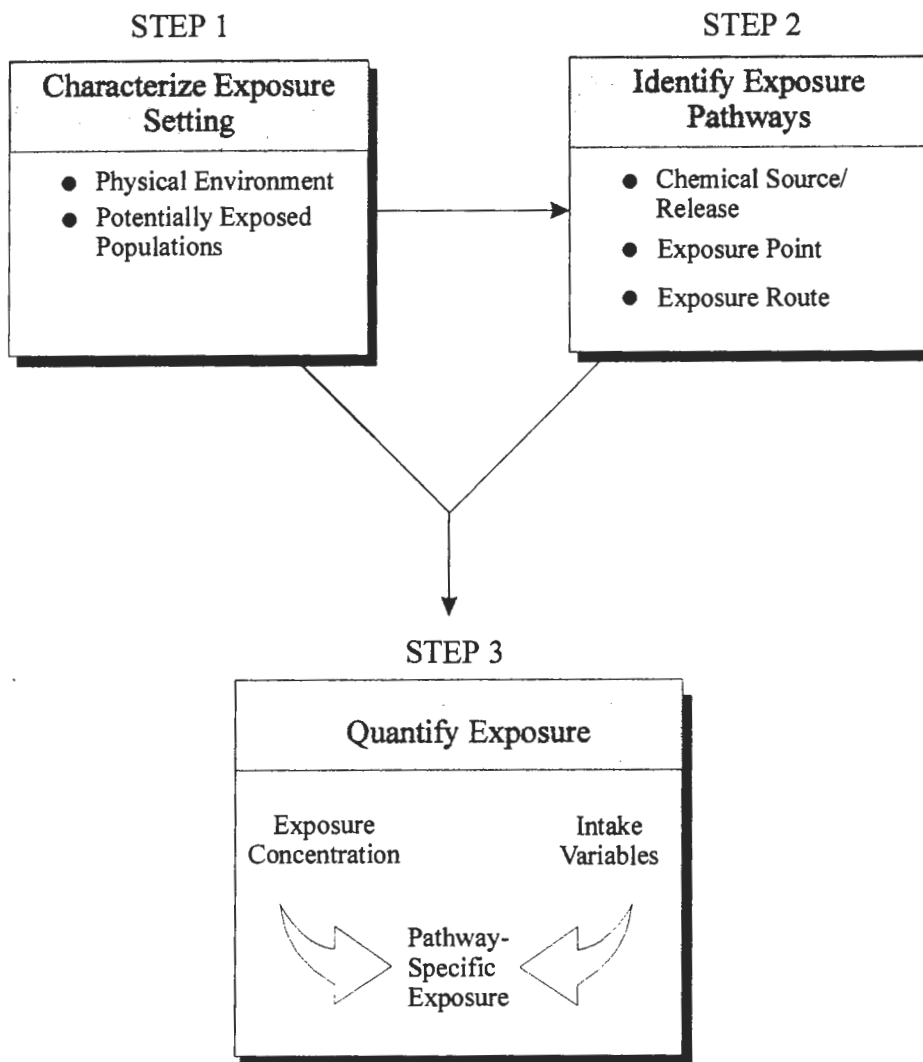 STEP 1
Characterize Exposure
Setting
● Physical Environment
● Potentially Exposed
Populations
STEP 2
Identify Exposure
Pathways
● Chemical Source/
Release
● Exposure Point
● Exposure Route
STEP 3
Quantify Exposure
Exposure
Concentration
Intake
Variables
Pathway-
Specific
Exposure